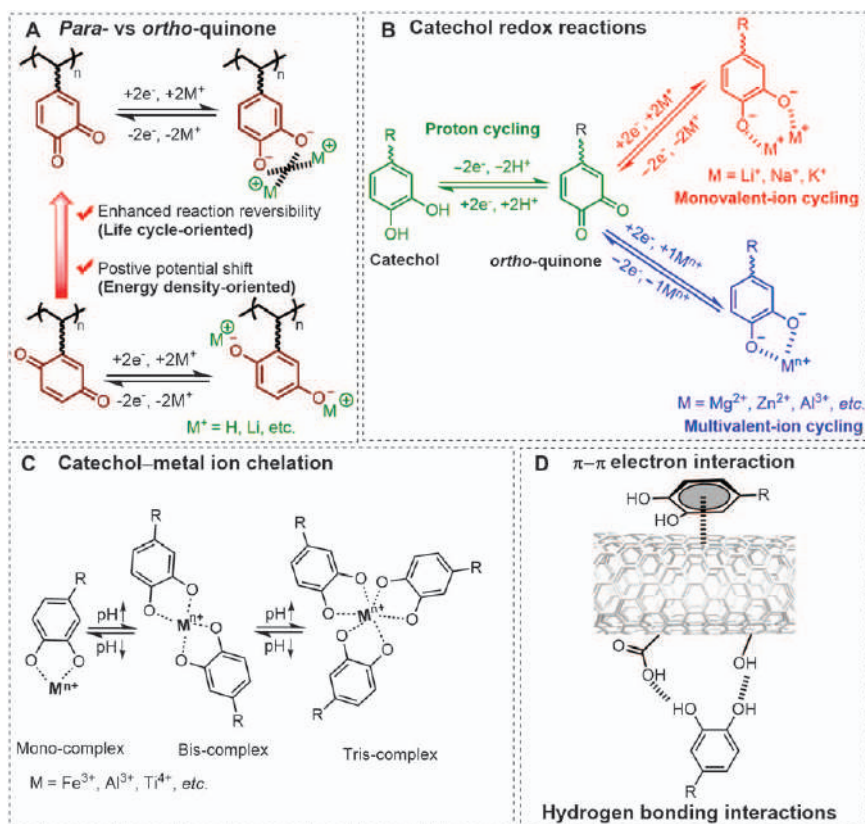 A Para- vs ortho-quinone
n
+2e⁻, +2M⁺
-2e⁻, -2M⁺
n
O
O
O⁻
O⁻
M
M
Enhanced reaction reversibility
(Life cycle-oriented)
Postive potential shift
(Energy density-oriented)
n
n
+2e⁻, +2M⁺
-2e⁻, -2M⁺
O
O
M
⁻O
O⁻
M
M⁺ = H, Li, etc.
B Catechol redox reactions
R
OH
OH
Catechol
Proton cycling
−2e⁻, −2H⁺
+2e⁻, +2H⁺
R
O
O
ortho-quinone
+2e⁻, +2M⁺
-2e⁻, -2M⁺
R
O⁻
O⁻
M⁺
M⁺
M = Li⁺, Na⁺, K⁺
Monovalent-ion cycling
+2e⁻, +1Mⁿ⁺
−2e⁻, −1Mⁿ⁺
R
O⁻
O⁻
Mⁿ⁺
M = Mg²⁺, Zn²⁺, Al³⁺, etc.
Multivalent-ion cycling
C Catechol–metal ion chelation
R
O
O
Mⁿ⁺
Mono-complex
pH↑
pH↓
R
O
O
Mⁿ⁺
O
O
R
Bis-complex
pH↑
pH↓
R
O
O
Mⁿ⁺
O
O
R
O
O
R
Tris-complex
M = Fe³⁺, Al³⁺, Ti⁴⁺, etc.
D π−π electron interaction
HO
HO
R
O
OH
OH
HO
OH
R
Hydrogen bonding interactions